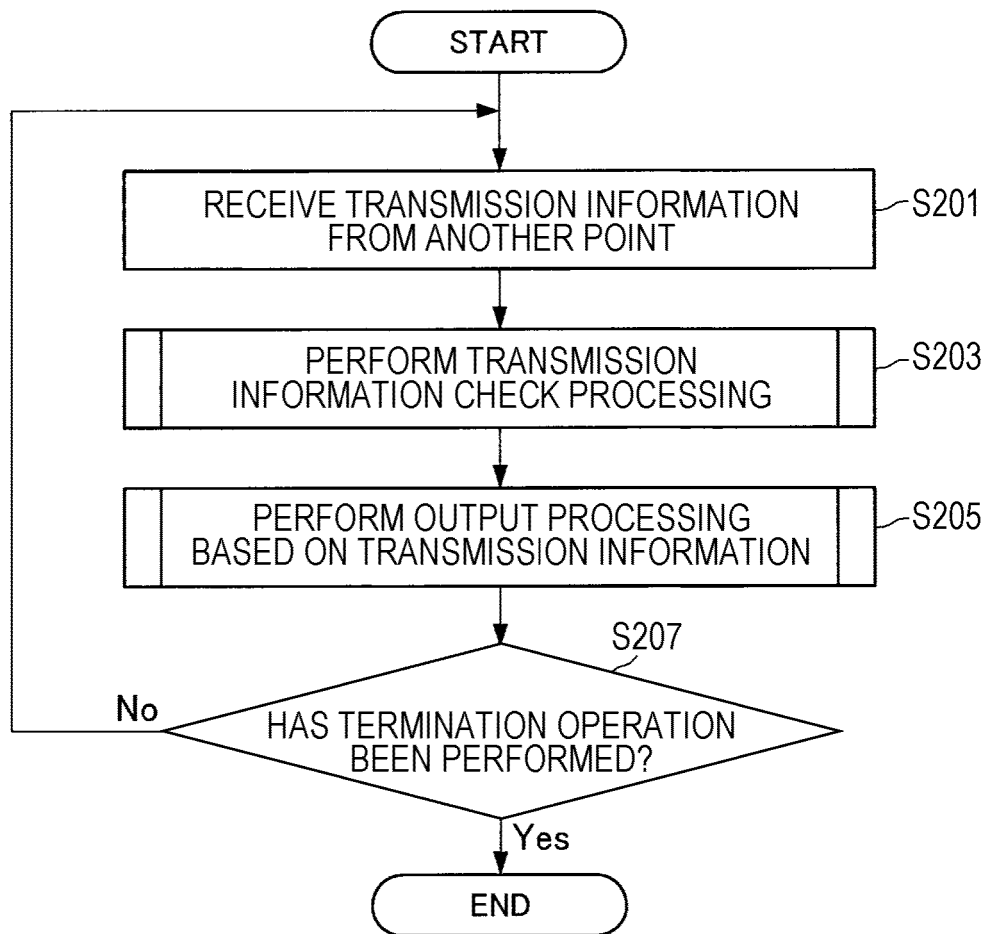 START
RECEIVE TRANSMISSION INFORMATION
FROM ANOTHER POINT
S201
PERFORM TRANSMISSION
INFORMATION CHECK PROCESSING
S203
PERFORM OUTPUT PROCESSING
BASED ON TRANSMISSION INFORMATION
S205
S207
No
HAS TERMINATION OPERATION
BEEN PERFORMED?
Yes
END